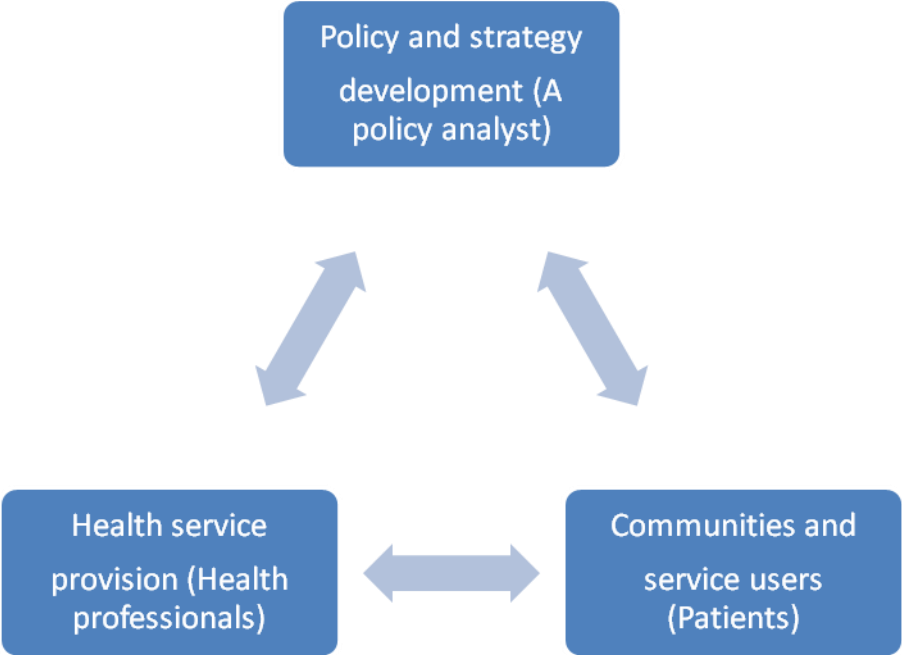 Policy and strategy
development (A
policy analyst)
Health service
provision (Health
professionals)
Communities and
service users
(Patients)